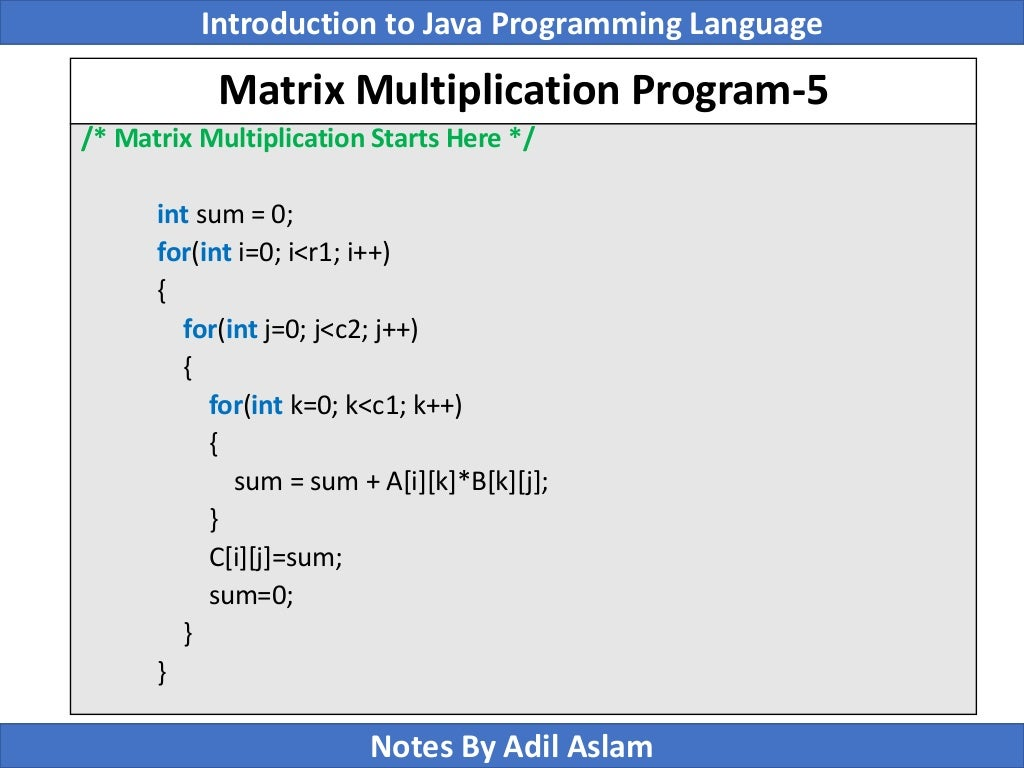 Introduction to Java Programming Language
Matrix Multiplication Program-5
/* Matrix Multiplication Starts Here */
int sum = 0;
for(int i=0; i<r1; i++)
{
for(int j=0; j<c2; j++)
{
for(int k=0; k<c1; k++)
{
sum = sum + A[i][k]*B[k][j];
}
C[i][j]=sum;
sum=0;
}
}
Notes By Adil Aslam